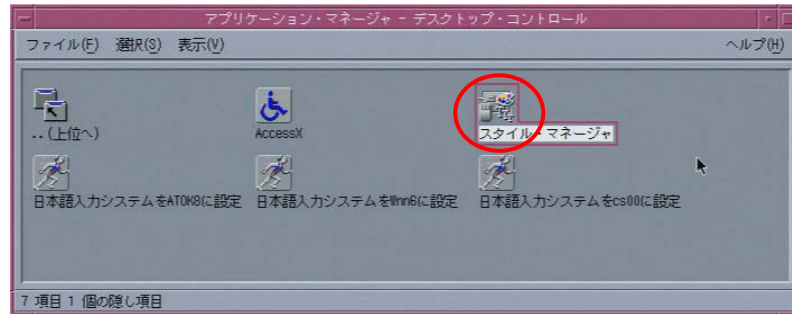 アプリケーション・マネージャ - デスクトップ・コントロール
ファイル(F) 選択(S) 表示(V) ヘルプ(H)
..(上位へ) AccessX スタイル・マネージャ
日本語入力システムをATOK8に設定 日本語入力システムをWnn6に設定 日本語入力システムをcs00に設定
7 項目 1 個の隠し項目